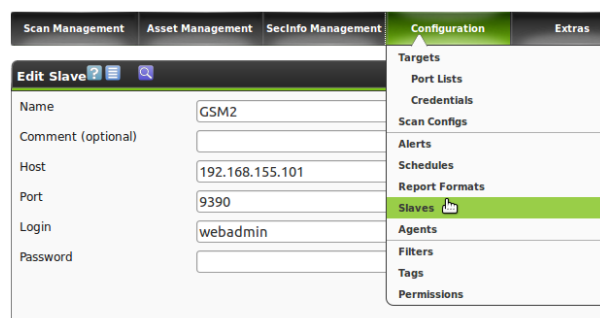 Scan Management Asset Management SecInfo Management Configuration Extras
Edit Slave
Name GSM2
Comment (optional)
Host 192.168.155.101
Port 9390
Login webadmin
Password
Targets
Port Lists
Credentials
Scan Configs
Alerts
Schedules
Report Formats
Slaves
Agents
Filters
Tags
Permissions